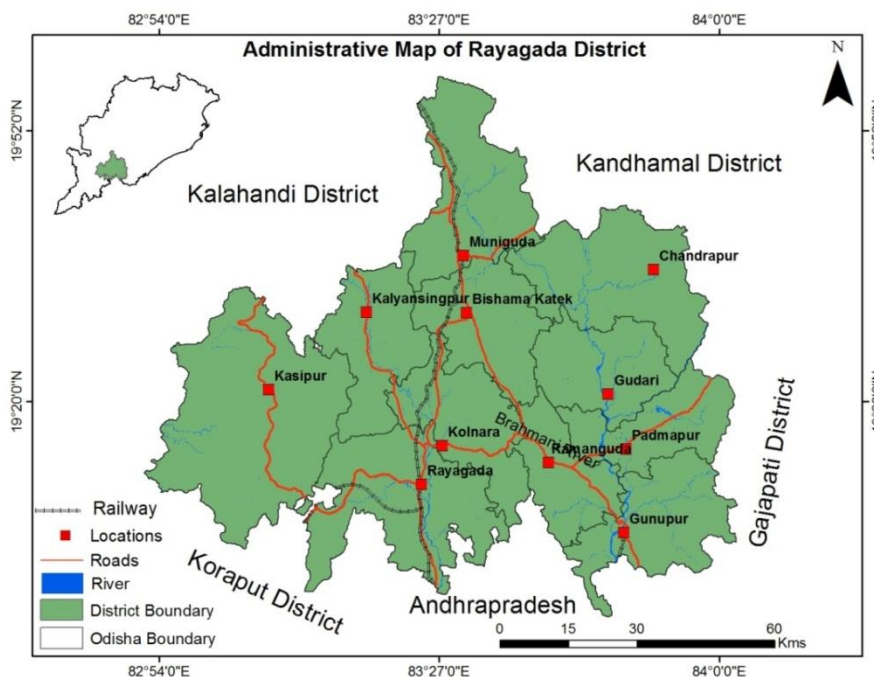 82°54'0"E 83°27'0"E 84°0'0"E
Administrative Map of Rayagada District
N
19°52'0"N
Kandhamal District
Kalahandi District
Muniguda
Chandrapur
Kalyansingpur
Bishama Katek
Kasipur
Gudari
19°20'0"N
Brahmani River
Kolnara
Padmapur
Ramanguda
Gajapati District
Rayagada
Gunupur
Railway
Locations
Roads
River
District Boundary
Odisha Boundary
Koraput District
Andhrapradesh
0 15 30 60
Kms
82°54'0"E 83°27'0"E 84°0'0"E